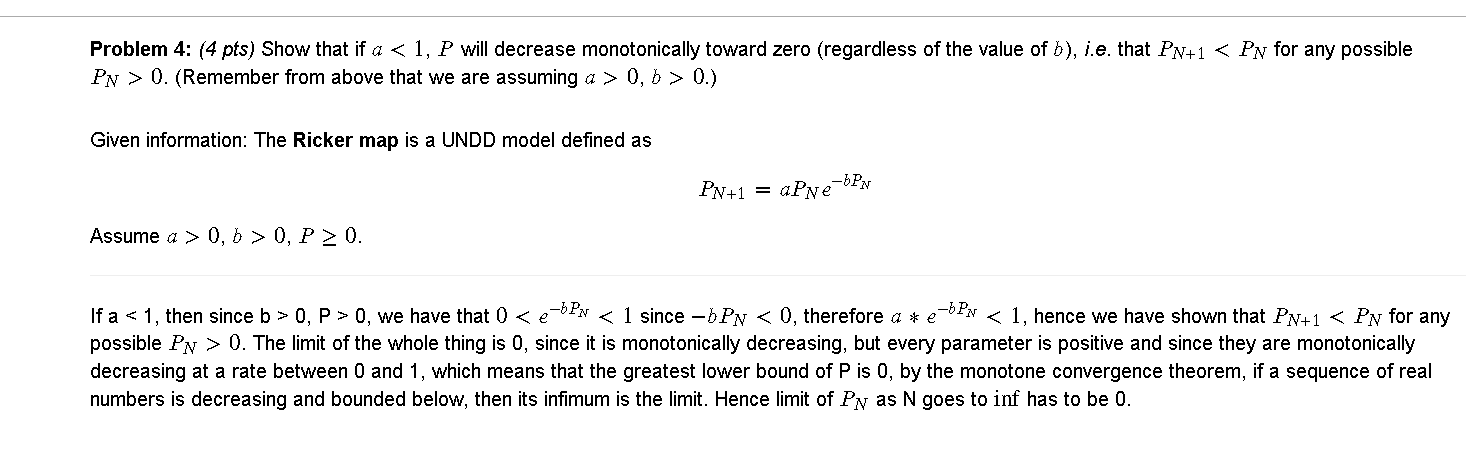 Problem 4: (4 pts) Show that if a < 1, P will decrease monotonically toward zero (regardless of the value of b), i.e. that P_{N+1} < P_N for any possible
P_N > 0. (Remember from above that we are assuming a > 0, b > 0.)
Given information: The Ricker map is a UNDD model defined as
P_{N+1} = aP_N e^{-bP_N}
Assume a > 0, b > 0, P ≥ 0.
If a < 1, then since b > 0, P > 0, we have that 0 < e^{-bP_N} < 1 since −bP_N < 0, therefore a * e^{-bP_N} < 1, hence we have shown that P_{N+1} < P_N for any
possible P_N > 0. The limit of the whole thing is 0, since it is monotonically decreasing, but every parameter is positive and since they are monotonically
decreasing at a rate between 0 and 1, which means that the greatest lower bound of P is 0, by the monotone convergence theorem, if a sequence of real
numbers is decreasing and bounded below, then its infimum is the limit. Hence limit of P_N as N goes to inf has to be 0.